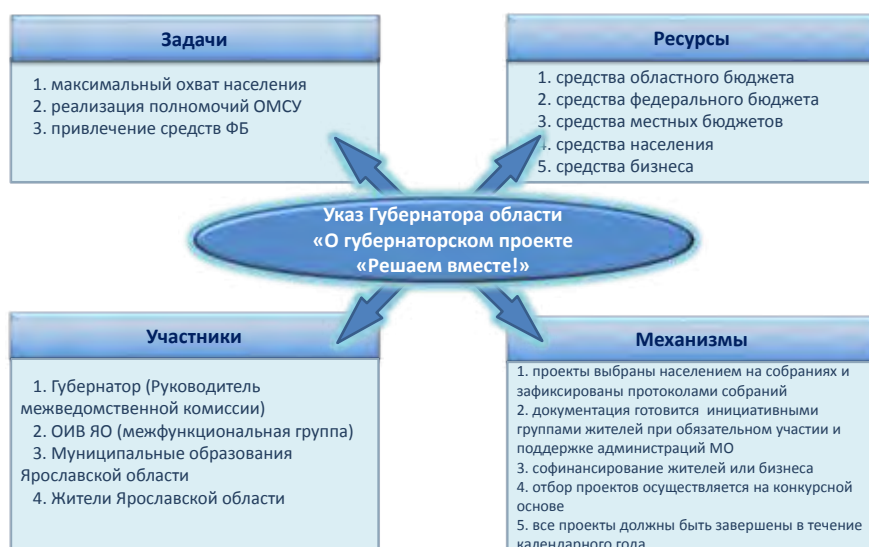 Задачи
1. максимальный охват населения
2. реализация полномочий ОМСУ
3. привлечение средств ФБ
Ресурсы
1. средства областного бюджета
2. средства федерального бюджета
3. средства местных бюджетов
4. средства населения
5. средства бизнеса
Указ Губернатора области
«О губернаторском проекте
«Решаем вместе!»
Участники
1. Губернатор (Руководитель
межведомственной комиссии)
2. ОИВ ЯО (межфункциональная группа)
3. Муниципальные образования
Ярославской области
4. Жители Ярославской области
Механизмы
1. проекты выбраны населением на собраниях и
зафиксированы протоколами собраний
2. документация готовится инициативными
группами жителей при обязательном участии и
поддержке администраций МО
3. софинансирование жителей или бизнеса
4. отбор проектов осуществляется на конкурсной
основе
5. все проекты должны быть завершены в течение
календарного года